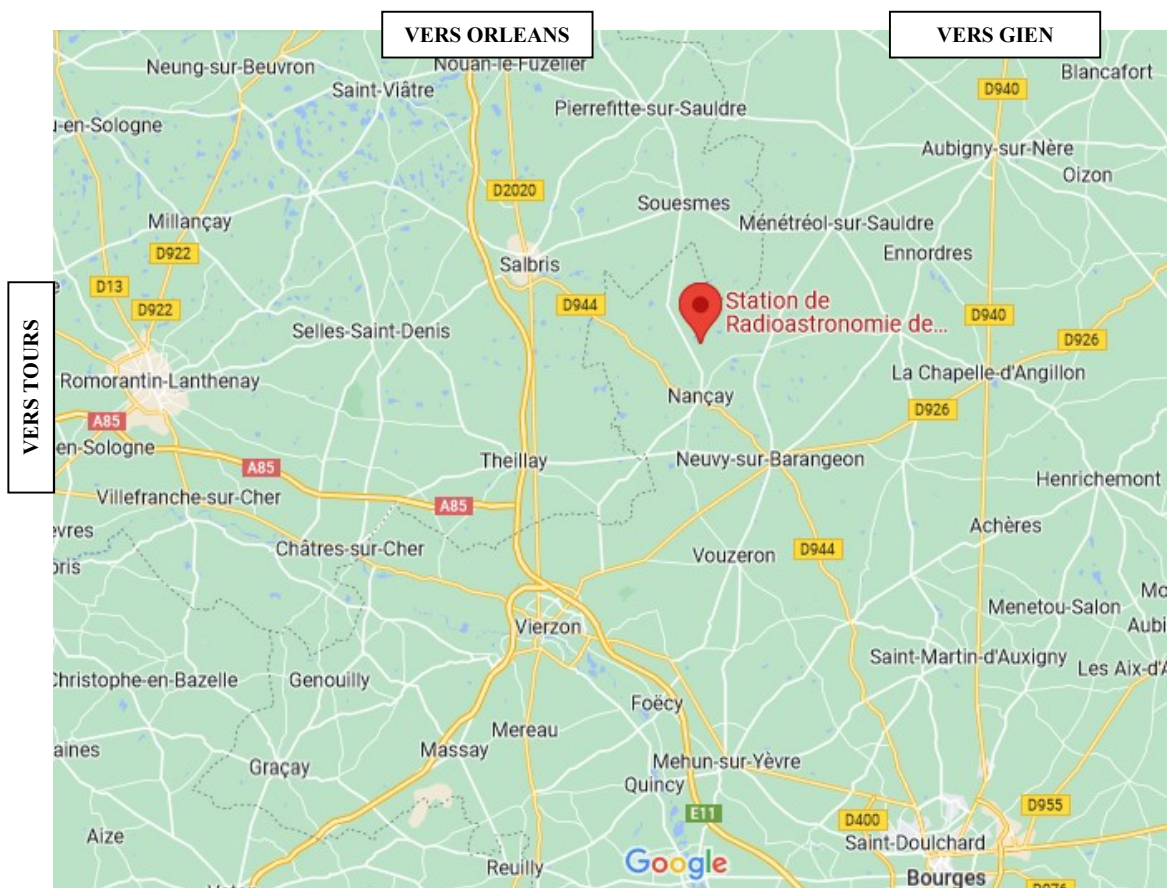 VERS ORLEANS
VERS GIEN
Nouan-le-Fuzelier
Neung-sur-Beuvron
Blancafort
Saint-Viâtre
D940
Pierrefitte-sur-Sauldre
u-en-Sologne
Aubigny-sur-Nère
Oizon
D2020
Souesmes
Millançay
Ménétréol-sur-Sauldre
D922
Ennordres
Salbris
D13
D944
Station de
Radioastronomie de...
D922
D940
VERS TOURS
Selles-Saint-Denis
D926
Romorantin-Lanthenay
La Chapelle-d'Angillon
Nançay
D926
A85
en-Sologne
A85
Theillay
Neuvy-sur-Barangeon
Henrichemont
Villefranche-sur-Cher
A85
Achères
evres
Châtres-sur-Cher
Vouzeron
D944
bris
Mo
Menetou-Salon
Vierzon
Aubi
Saint-Martin-d'Auxigny
Les Aix-d'A
Christophe-en-Bazelle
Genouilly
Foëcy
Mereau
aines
Massay
Graçay
Mehun-sur-Yèvre
Quincy
E11
D955
Aize
D400
Saint-Doulchard
Reuilly
Google
Bourges
D976